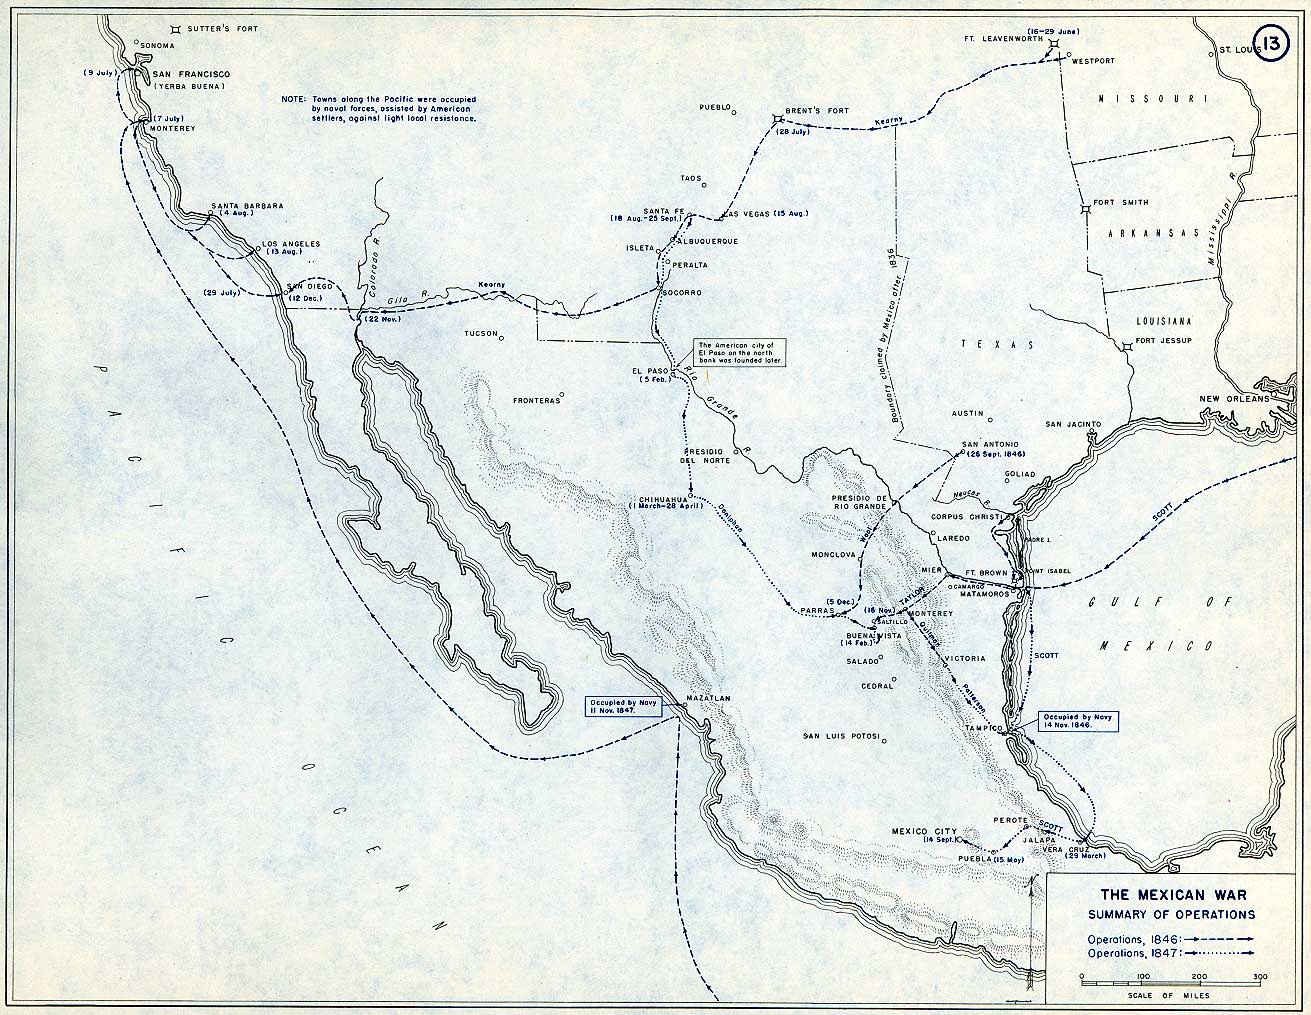 13
SUTTER'S FORT
SONOMA
(9 July)
SAN FRANCISCO
(YERBA BUENA)
(7 July)
MONTEREY
NOTE: Towns along the Pacific were occupied
by naval forces, assisted by American
settlers, against light local resistance.
(16-29 June)
FT. LEAVENWORTH
WESTPORT
ST. LOUIS
MISSOURI
PUEBLO
BRENT'S FORT
(28 July)
Kearny
TAOS
SANTA FE
(18 Aug.-25 Sept.)
LAS VEGAS (15 Aug.)
ALBUQUERQUE
ISLETA
PERALTA
SOCORRO
FORT SMITH
ARKANSAS
Mississippi R.
SANTA BARBARA
(4 Aug.)
LOS ANGELES
(13 Aug.)
(29 July)
SAN DIEGO
(12 Dec.)
Colorado R.
Gila R.
Kearny
(22 Nov.)
TUCSON
FRONTERAS
The American city of
El Paso on the north
bank was founded later.
EL PASO
(5 Feb.)
Rio Grande R.
Boundary claimed by Mexico after 1836
TEXAS
LOUISIANA
FORT JESSUP
NEW ORLEANS
AUSTIN
SAN JACINTO
SAN ANTONIO
(26 Sept. 1846)
GOLIAD
Neuces R.
CORPUS CHRISTI
PADRE I.
PRESIDIO
DEL NORTE
CHIHUAHUA
(1 March-28 April)
Doniphan
PRESIDIO DE
RIO GRANDE
LAREDO
Wool
MONCLOVA
MIER
FT. BROWN
POINT ISABEL
CAMARGO
MATAMOROS
SCOTT
(5 Dec.)
PARRAS
(16 Nov.)
TAYLOR
MONTEREY
SALTILLO
BUENA VISTA
(14 Feb.)
Quitman
SALADO
VICTORIA
CEDRAL
Patterson
SCOTT
GULF OF
MEXICO
PACIFIC
OCEAN
Occupied by Navy
11 Nov. 1847.
MAZATLAN
SAN LUIS POTOSI
TAMPICO
Occupied by Navy
14 Nov. 1846.
MEXICO CITY
(14 Sept.)
PEROTE
SCOTT
JALAPA
VERA CRUZ
(29 March)
PUEBLA (15 May)
N
THE MEXICAN WAR
SUMMARY OF OPERATIONS
Operations, 1846:
Operations, 1847:
0 100 200 300
SCALE OF MILES